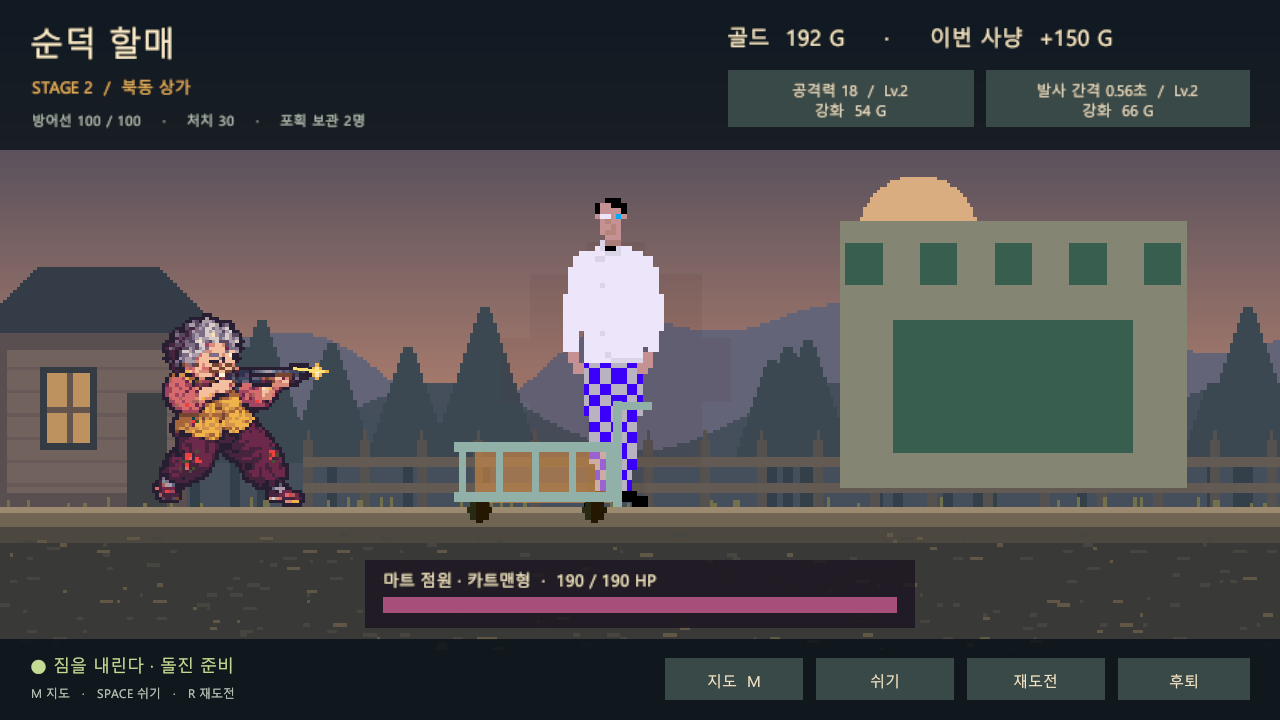 순덕 할매
STAGE 2 / 북동 상가
방어선 100 / 100 · 처치 30 · 포획 보관 2명
골드 192 G · 이번 사냥 +150 G
공격력 18 / Lv.2
강화 54 G
발사 간격 0.56초 / Lv.2
강화 66 G
마트 점원 · 카트맨형 · 190 / 190 HP
짐을 내린다 · 돌진 준비
M 지도 · SPACE 쉬기 · R 재도전
지도 M
쉬기
재도전
후퇴